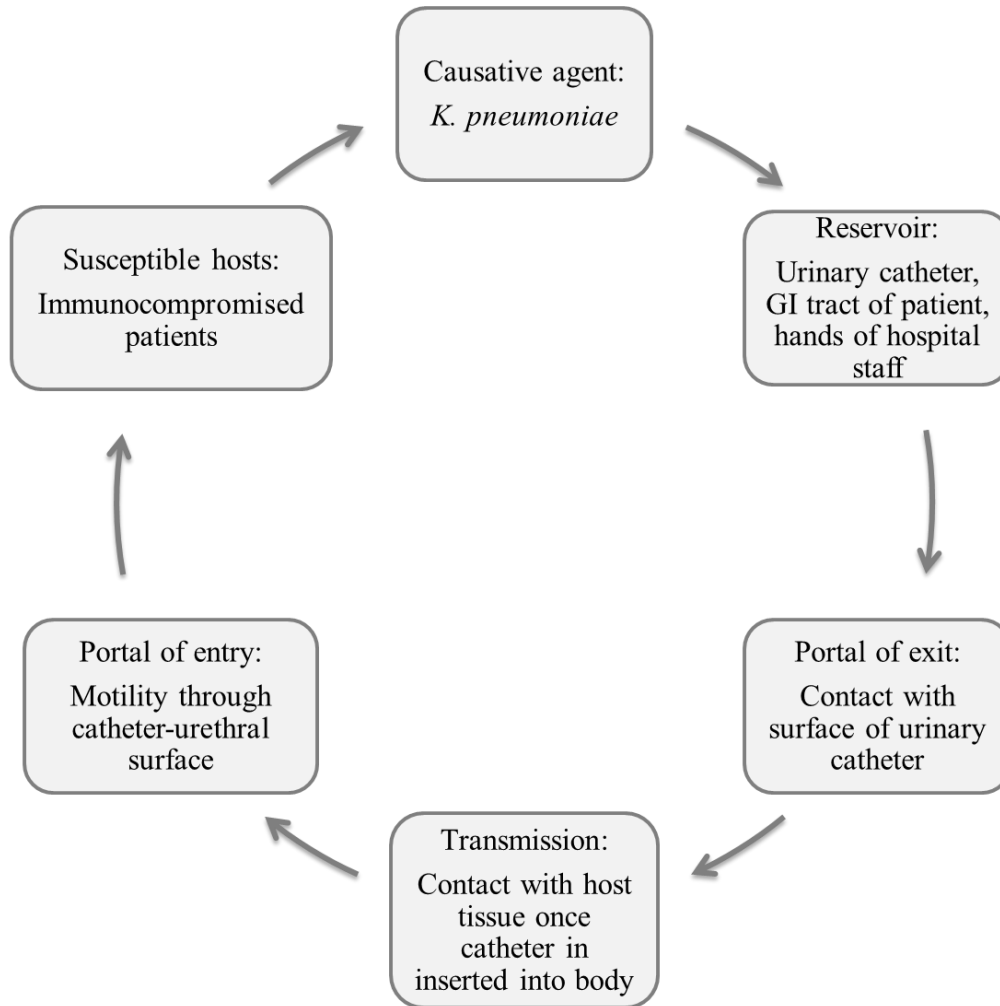 Causative agent:
K. pneumoniae
Reservoir:
Urinary catheter,
GI tract of patient,
hands of hospital
staff
Portal of exit:
Contact with
surface of urinary
catheter
Transmission:
Contact with host
tissue once
catheter in
inserted into body
Portal of entry:
Motility through
catheter-urethral
surface
Susceptible hosts:
Immunocompromised
patients